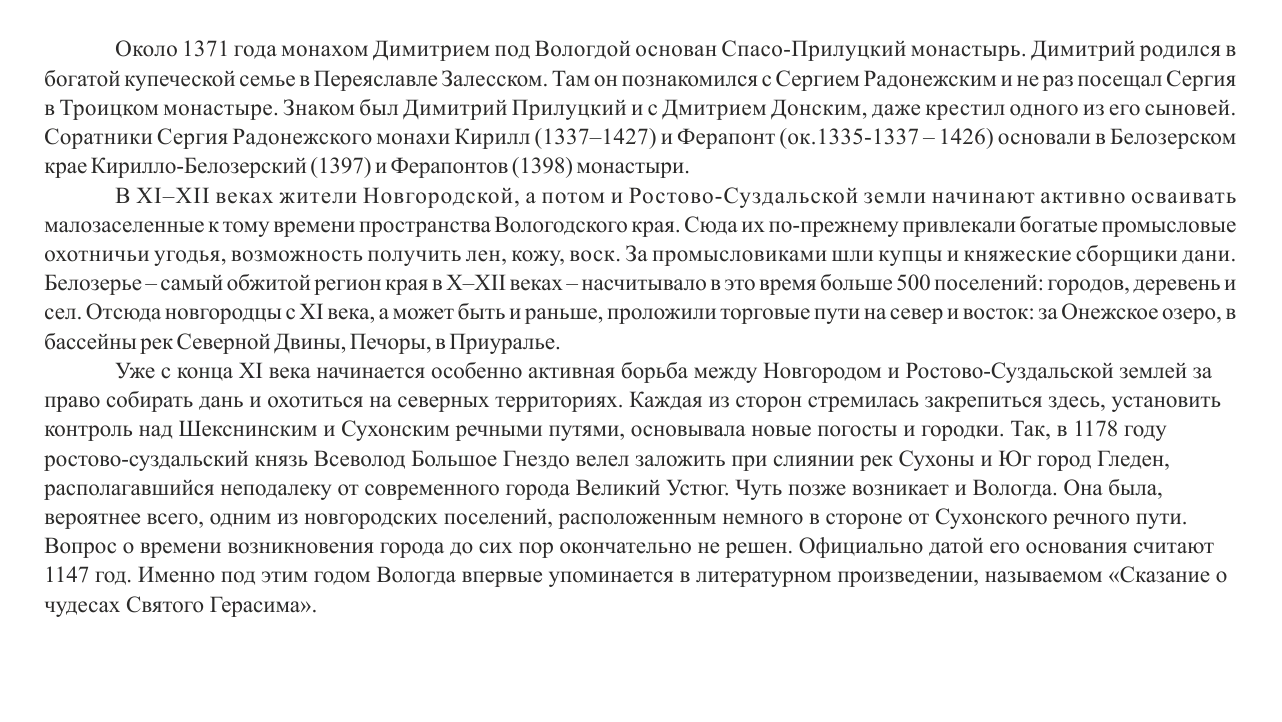 Около 1371 года монахом Димитрием под Вологдой основан Спасо-Прилуцкий монастырь. Димитрий родился в
богатой купеческой семье в Переяславле Залесском. Там он познакомился с Сергием Радонежским и не раз посещал Сергия
в Троицком монастыре. Знаком был Димитрий Прилуцкий и с Дмитрием Донским, даже крестил одного из его сыновей.
Соратники Сергия Радонежского монахи Кирилл (1337–1427) и Ферапонт (ок.1335-1337 – 1426) основали в Белозерском
крае Кирилло-Белозерский (1397) и Ферапонтов (1398) монастыри.
В XI–XII веках жители Новгородской, а потом и Ростово-Суздальской земли начинают активно осваивать
малозаселенные к тому времени пространства Вологодского края. Сюда их по-прежнему привлекали богатые промысловые
охотничьи угодья, возможность получить лен, кожу, воск. За промысловиками шли купцы и княжеские сборщики дани.
Белозерье – самый обжитой регион края в X–XII веках – насчитывало в это время больше 500 поселений: городов, деревень и
сел. Отсюда новгородцы с XI века, а может быть и раньше, проложили торговые пути на север и восток: за Онежское озеро, в
бассейны рек Северной Двины, Печоры, в Приуралье.
Уже с конца XI века начинается особенно активная борьба между Новгородом и Ростово-Суздальской землей за
право собирать дань и охотиться на северных территориях. Каждая из сторон стремилась закрепиться здесь, установить
контроль над Шекснинским и Сухонским речными путями, основывала новые погосты и городки. Так, в 1178 году
ростово-суздальский князь Всеволод Большое Гнездо велел заложить при слиянии рек Сухоны и Юг город Гледен,
располагавшийся неподалеку от современного города Великий Устюг. Чуть позже возникает и Вологда. Она была,
вероятнее всего, одним из новгородских поселений, расположенным немного в стороне от Сухонского речного пути.
Вопрос о времени возникновения города до сих пор окончательно не решен. Официально датой его основания считают
1147 год. Именно под этим годом Вологда впервые упоминается в литературном произведении, называемом «Сказание о
чудесах Святого Герасима».